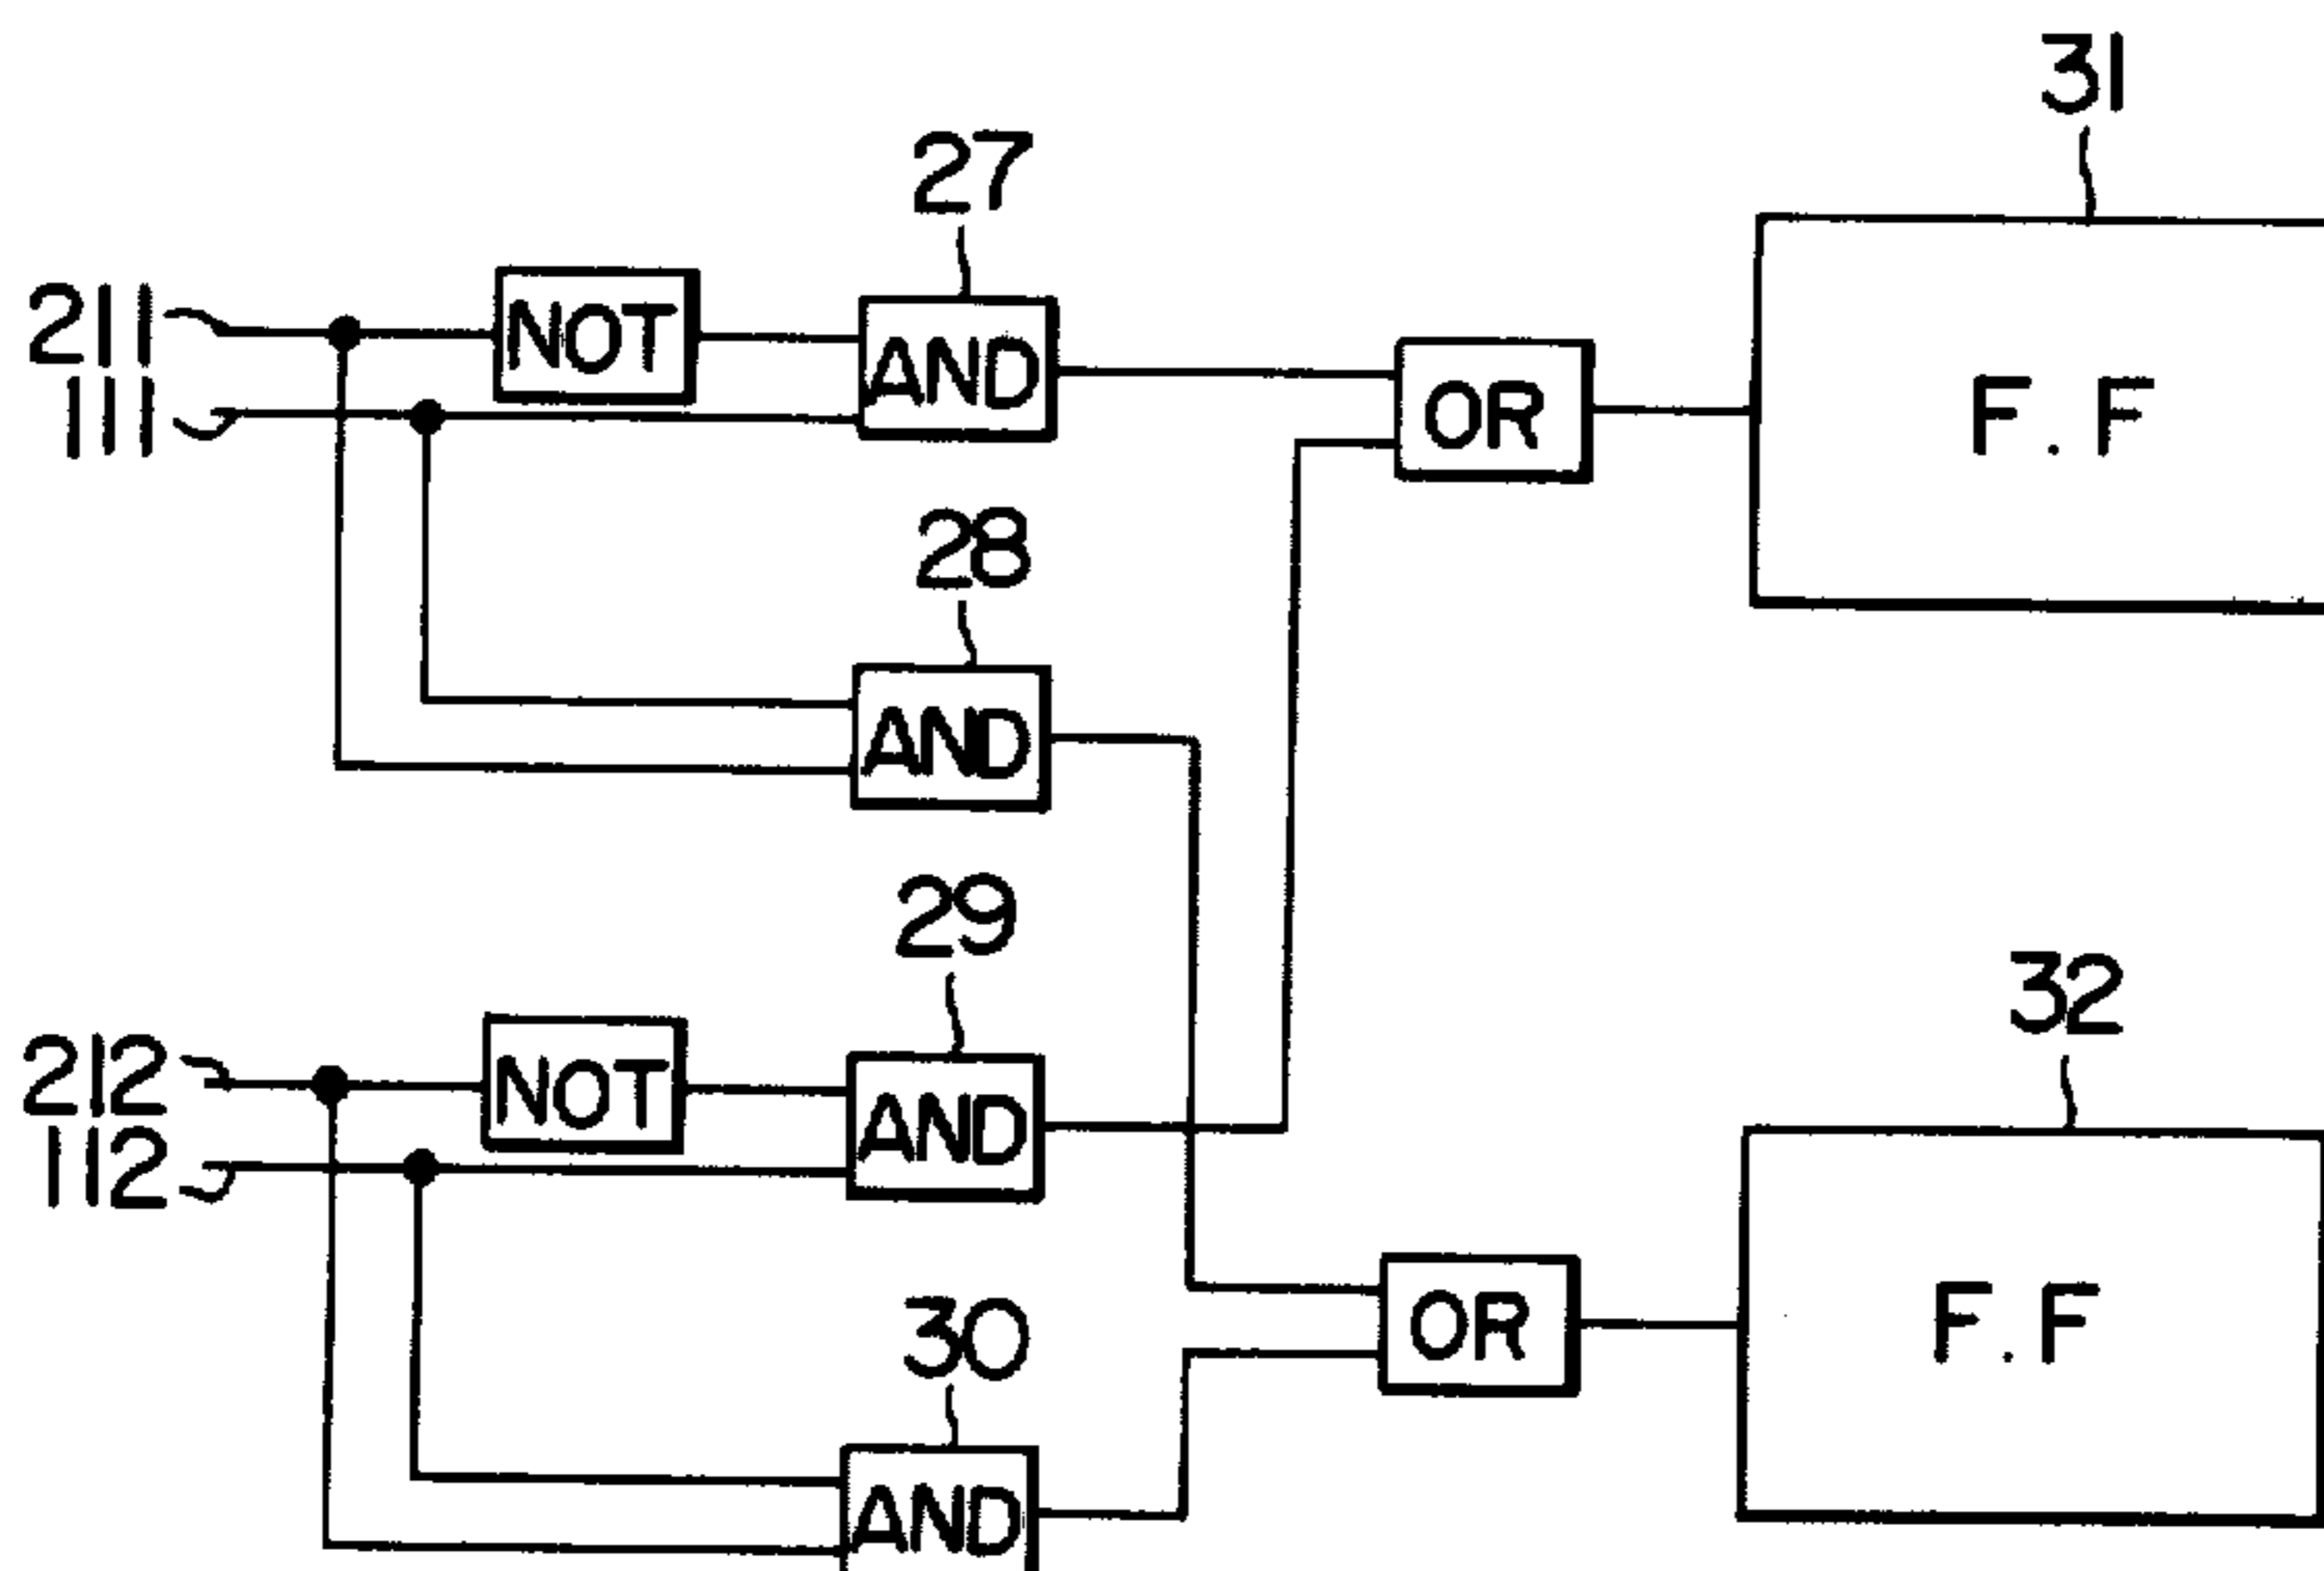 31
27
211
NOT
AND
111
OR
F.F
28
AND
29
32
212
NOT
AND
112
30
OR
F.F
AND